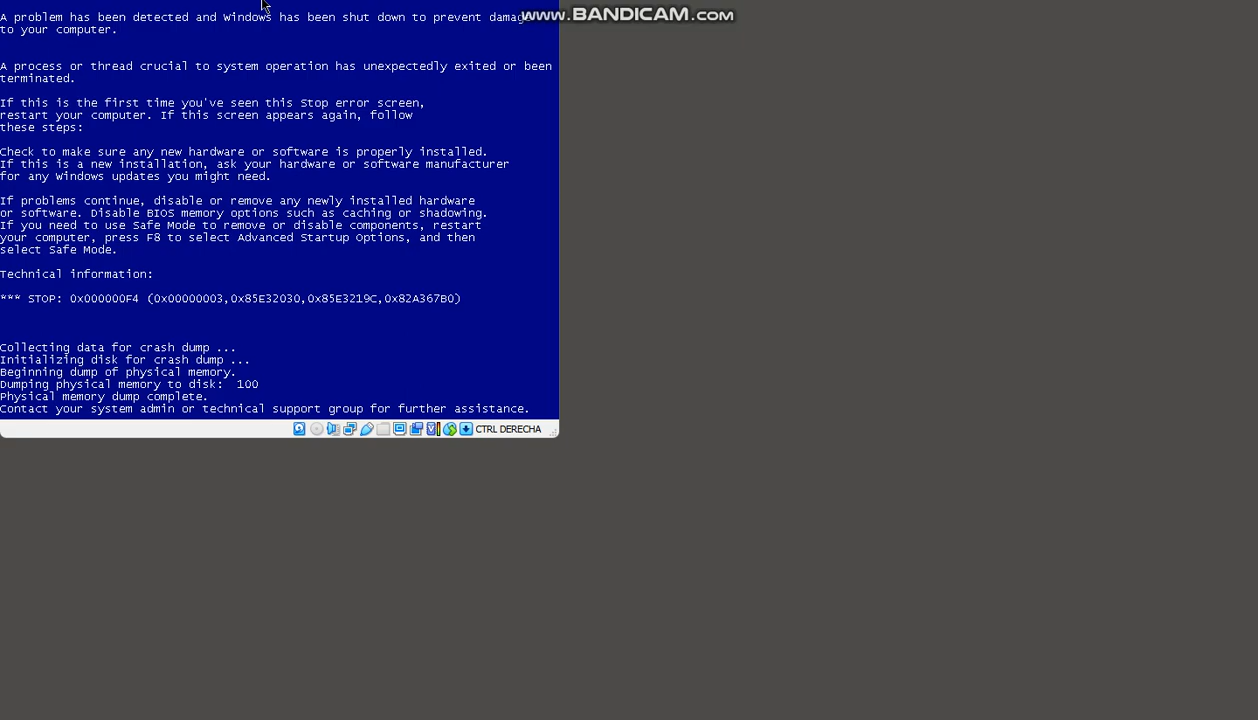 A problem has been detected and Windows has been shut down to prevent damage
to your computer.
www.BANDICAM.com
A process or thread crucial to system operation has unexpectedly exited or been
terminated.
If this is the first time you've seen this Stop error screen,
restart your computer. If this screen appears again, follow
these steps:
Check to make sure any new hardware or software is properly installed.
If this is a new installation, ask your hardware or software manufacturer
for any Windows updates you might need.
If problems continue, disable or remove any newly installed hardware
or software. Disable BIOS memory options such as caching or shadowing.
If you need to use Safe Mode to remove or disable components, restart
your computer, press F8 to select Advanced Startup Options, and then
select Safe Mode.
Technical information:
*** STOP: 0x000000F4 (0x00000003,0x85E32030,0x85E3219C,0x82A367B0)
Collecting data for crash dump ...
Initializing disk for crash dump ...
Beginning dump of physical memory.
Dumping physical memory to disk:  100
Physical memory dump complete.
Contact your system admin or technical support group for further assistance.
CTRL DERECHA